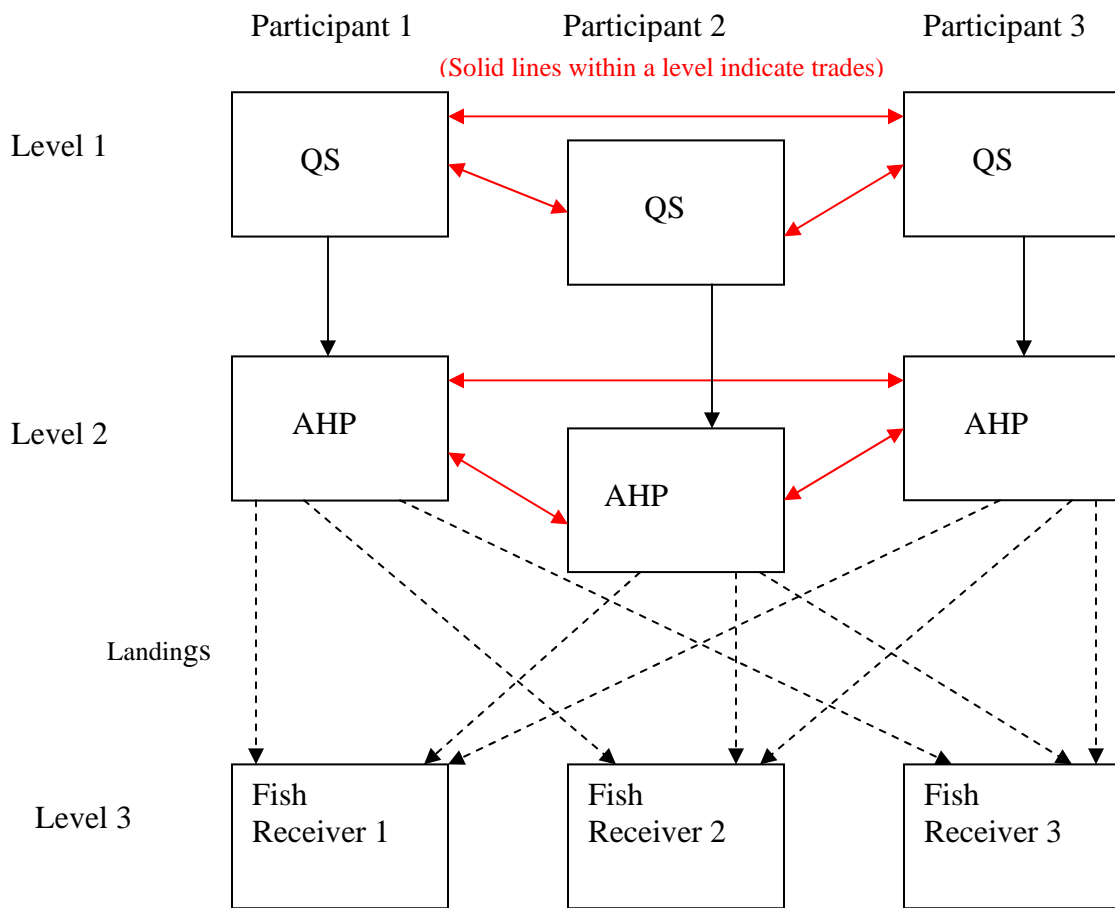 Participant 1 Participant 2 Participant 3
(Solid lines within a level indicate trades)
Level 1
QS
QS
QS
Level 2
AHP
AHP
AHP
Landings
Level 3
Fish
Receiver 1
Fish
Receiver 2
Fish
Receiver 3